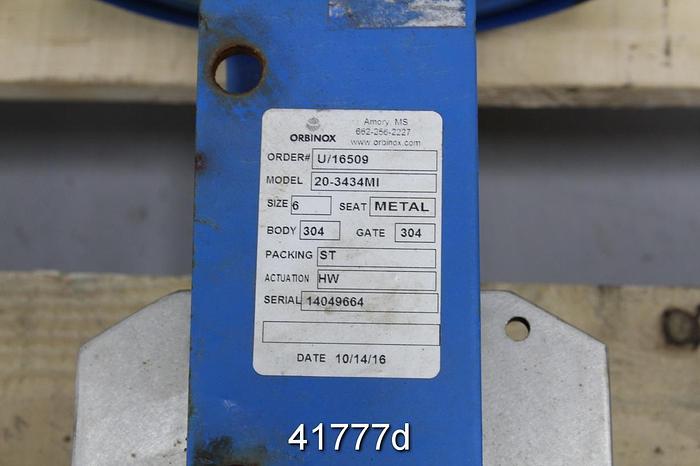 Amory, MS
ORBINOX 662-256-2227
www.orbinox.com
ORDER# U/16509
MODEL 20-3434MI
SIZE 6 SEAT METAL
BODY 304 GATE 304
PACKING ST
ACTUATION HW
SERIAL 14049664
DATE 10/14/16
41777d